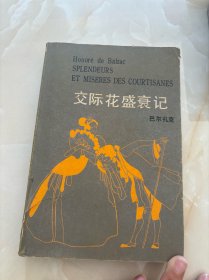 Honoré de Balzac
SPLENDEURS
ET MISERES DES COURTISANES
交际花盛衰记
巴尔扎克